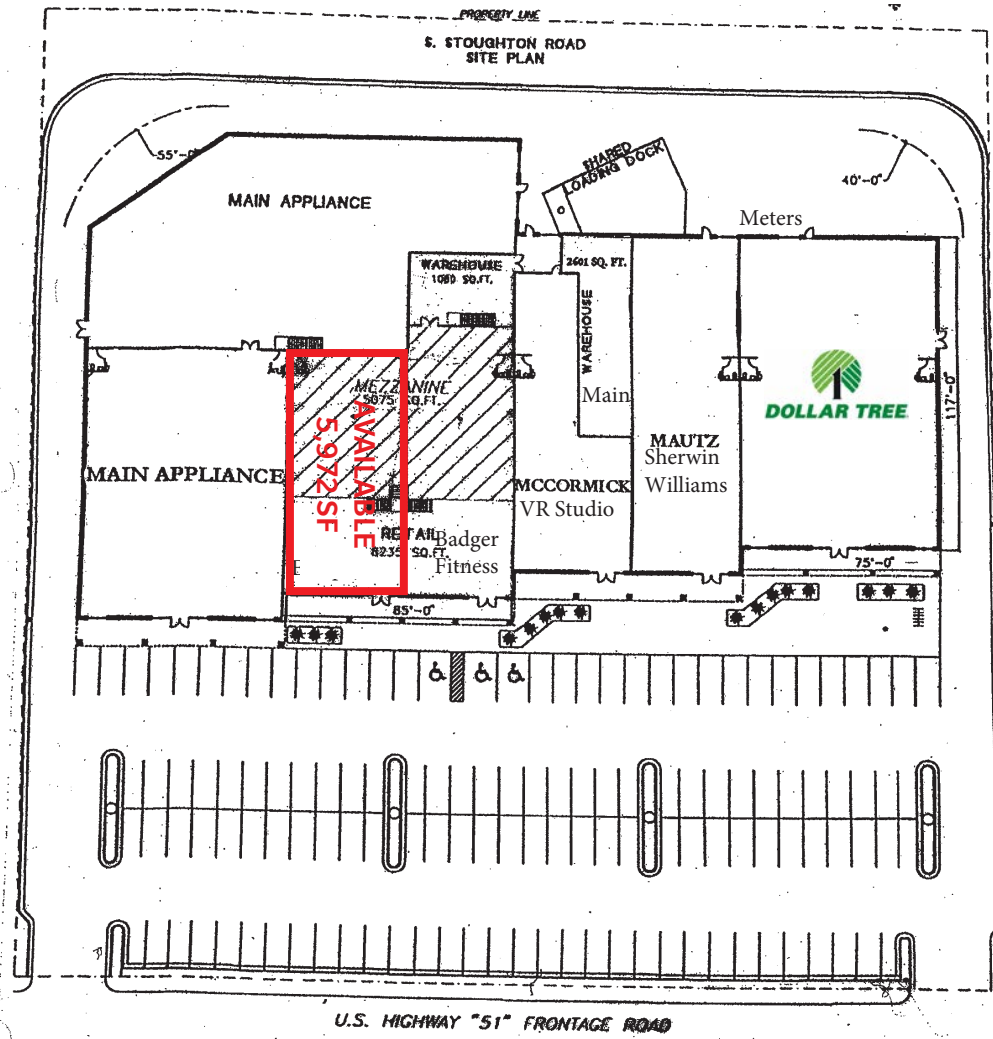 PROPERTY LINE
S. STOUGHTON ROAD
SITE PLAN
55'-0"
MAIN APPLIANCE
SHARED
LOADING DOCK
40'-0"
Meters
WAREHOUSE
1080 SQ.FT.
2601 SQ. FT.
WAREHOUSE
Main
MEZZANINE
5075 SQ.FT.
AVAILABLE
5,972 SF
MAIN APPLIANCE
RETAIL
8235 SQ.FT.
Badger
Fitness
85'-0"
MCCORMICK
VR Studio
MAUTZ
Sherwin
Williams
DOLLAR TREE
117'-0"
75'-0"
U.S. HIGHWAY "51" FRONTAGE ROAD